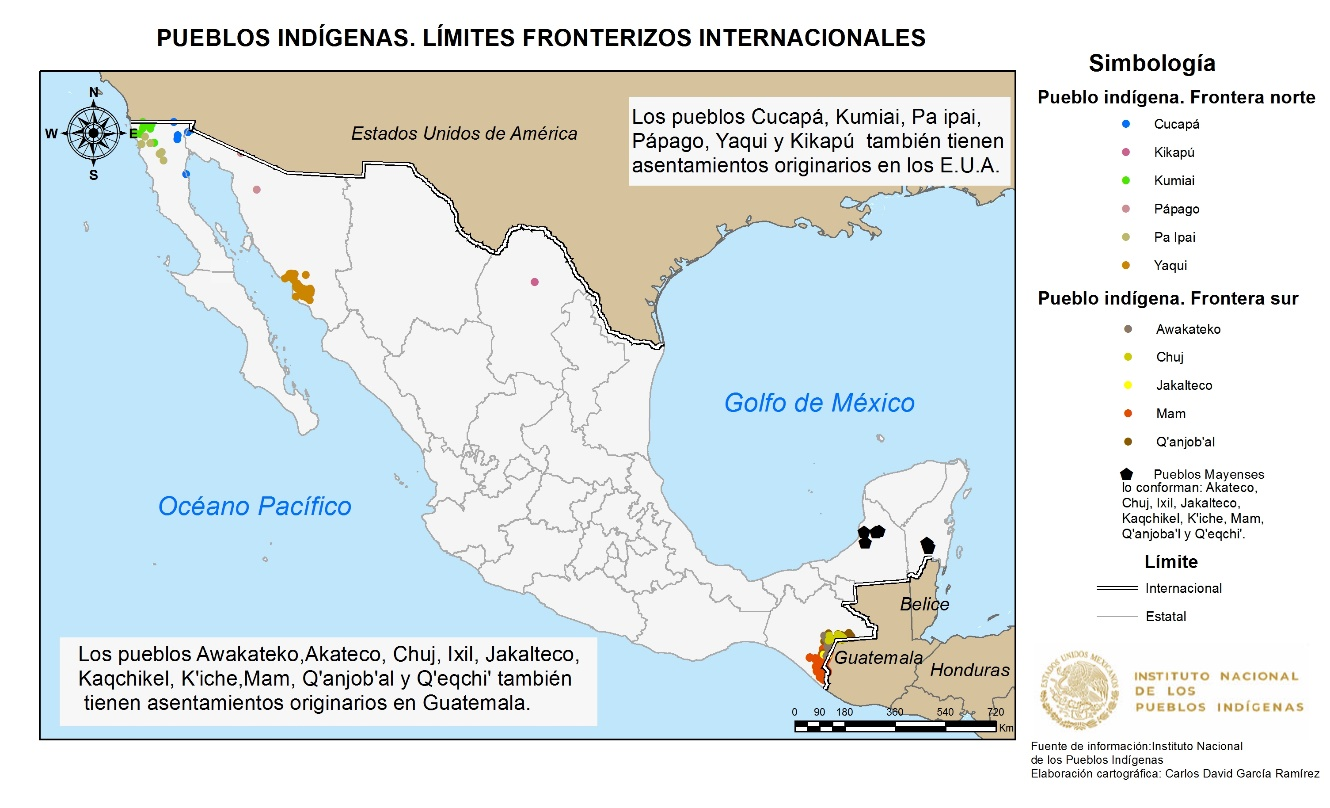 PUEBLOS INDÍGENAS. LÍMITES FRONTERIZOS INTERNACIONALES
N
W
E
S
Estados Unidos de América
Los pueblos Cucapá, Kumiai, Pa ipai,
Pápago, Yaqui y Kikapú también tienen
asentamientos originarios en los E.U.A.
Golfo de México
Océano Pacífico
Belice
Guatemala
Honduras
Los pueblos Awakateko,Akateco, Chuj, Ixil, Jakalteco,
Kaqchikel, K'iche,Mam, Q'anjob'al y Q'eqchi' también
tienen asentamientos originarios en Guatemala.
0 90 180 360 540 720
Km
Simbología
Pueblo indígena. Frontera norte
Cucapá
Kikapú
Kumiai
Pápago
Pa Ipai
Yaqui
Pueblo indígena. Frontera sur
Awakateko
Chuj
Jakalteco
Mam
Q'anjob'al
Pueblos Mayenses
lo conforman: Akateco,
Chuj, Ixil, Jakalteco,
Kaqchikel, K'iche, Mam,
Q'anjoba'l y Q'eqchi'.
Límite
Internacional
Estatal
ESTADOS UNIDOS MEXICANOS
INSTITUTO NACIONAL
DE LOS
PUEBLOS INDÍGENAS
Fuente de información:Instituto Nacional
de los Pueblos Indígenas
Elaboración cartográfica: Carlos David García Ramírez